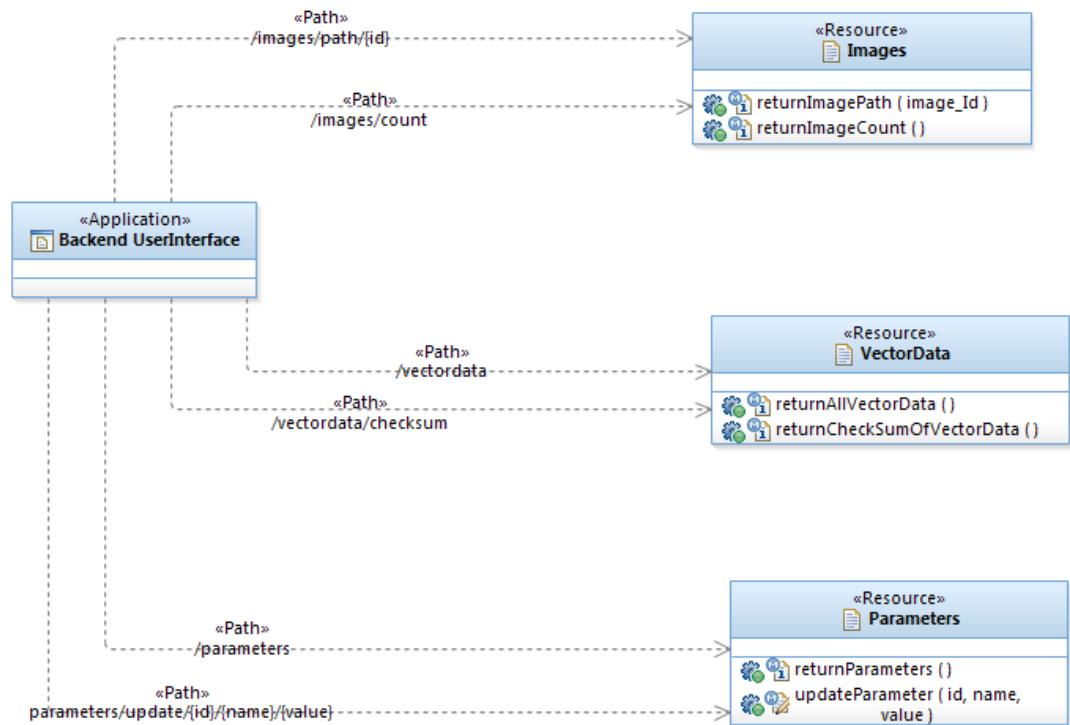 «Path»
/images/path/{id}
«Resource»
Images
«Path»
/images/count
returnImagePath ( image_Id )
returnImageCount ( )
«Application»
Backend UserInterface
«Resource»
VectorData
«Path»
/vectordata
«Path»
/vectordata/checksum
returnAllVectorData ( )
returnCheckSumOfVectorData ( )
«Resource»
Parameters
«Path»
/parameters
returnParameters ( )
«Path»
parameters/update/{id}/{name}/{value}
updateParameter ( id, name,
value )